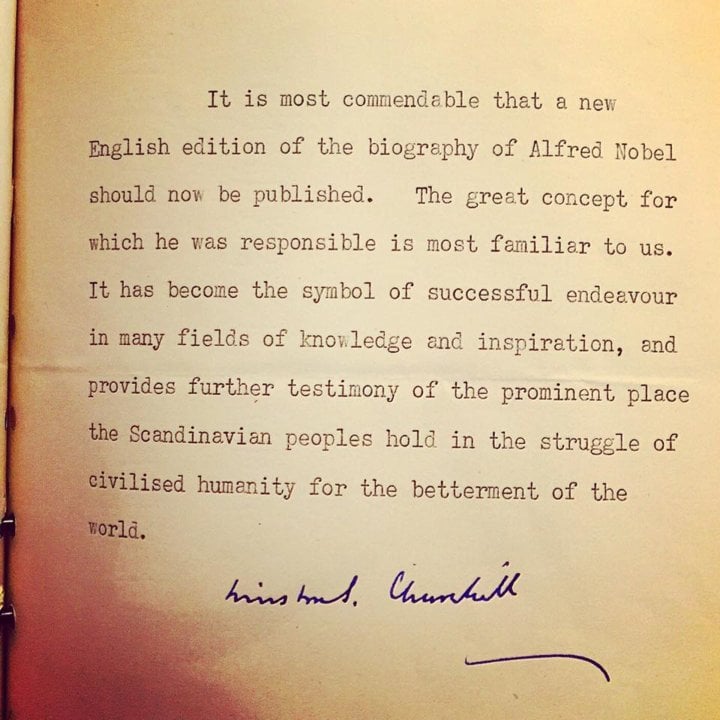 It is most commendable that a new
English edition of the biography of Alfred Nobel
should now be published. The great concept for
which he was responsible is most familiar to us.
It has become the symbol of successful endeavour
in many fields of knowledge and inspiration, and
provides further testimony of the prominent place
the Scandinavian peoples hold in the struggle of
civilised humanity for the betterment of the
world.
Winston S. Churchill